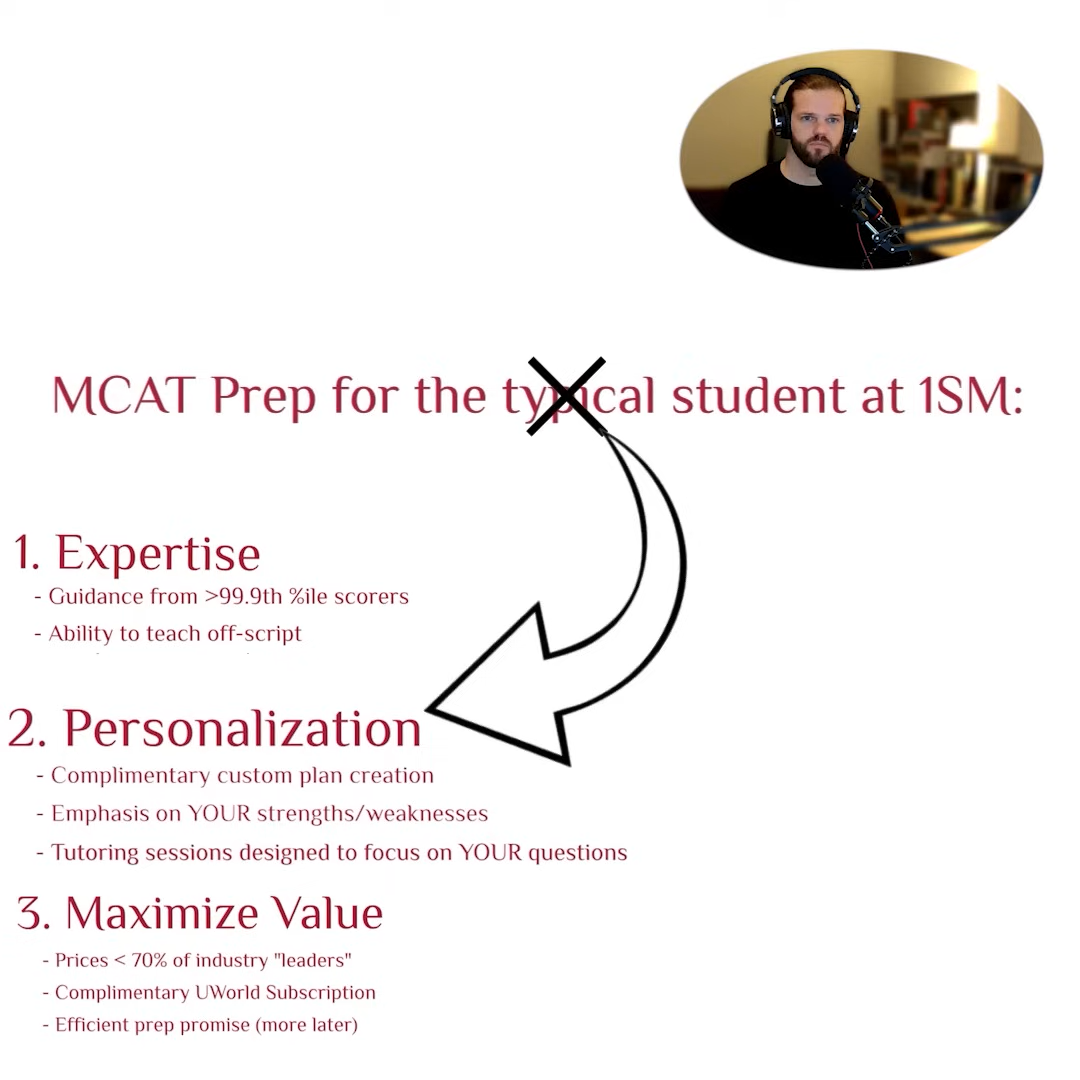 MCAT Prep for the typical student at 1SM:
1. Expertise
- Guidance from >99.9th %ile scorers
- Ability to teach off-script
2. Personalization
- Complimentary custom plan creation
- Emphasis on YOUR strengths/weaknesses
- Tutoring sessions designed to focus on YOUR questions
3. Maximize Value
- Prices < 70% of industry "leaders"
- Complimentary UWorld Subscription
- Efficient prep promise (more later)